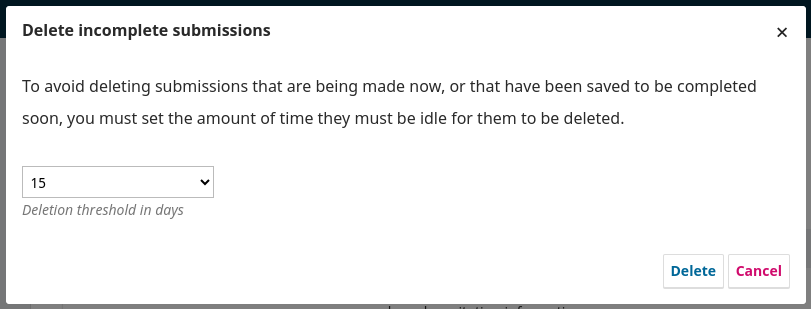 Delete incomplete submissions
×
To avoid deleting submissions that are being made now, or that have been saved to be completed
soon, you must set the amount of time they must be idle for them to be deleted.
15
Deletion threshold in days
Delete Cancel